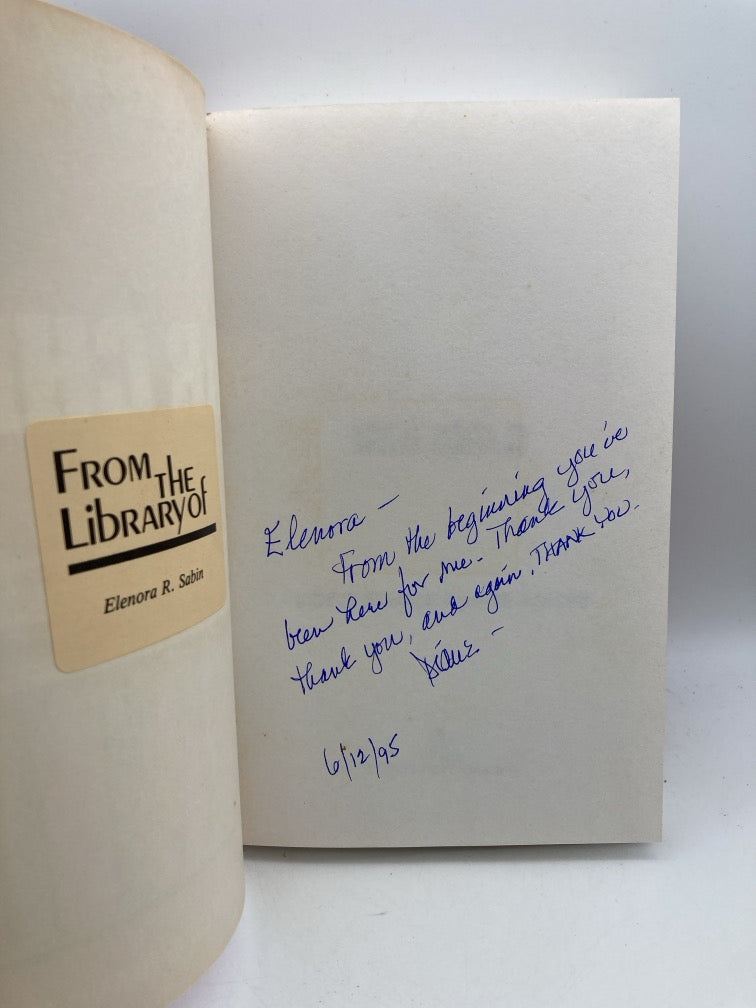 FROM THE
LIBRARY of
Elenora R. Sabin
Elenora —
From the beginning you've
been here for me - Thank you,
thank you, and again, THANK YOU.
Diane —
6/12/95